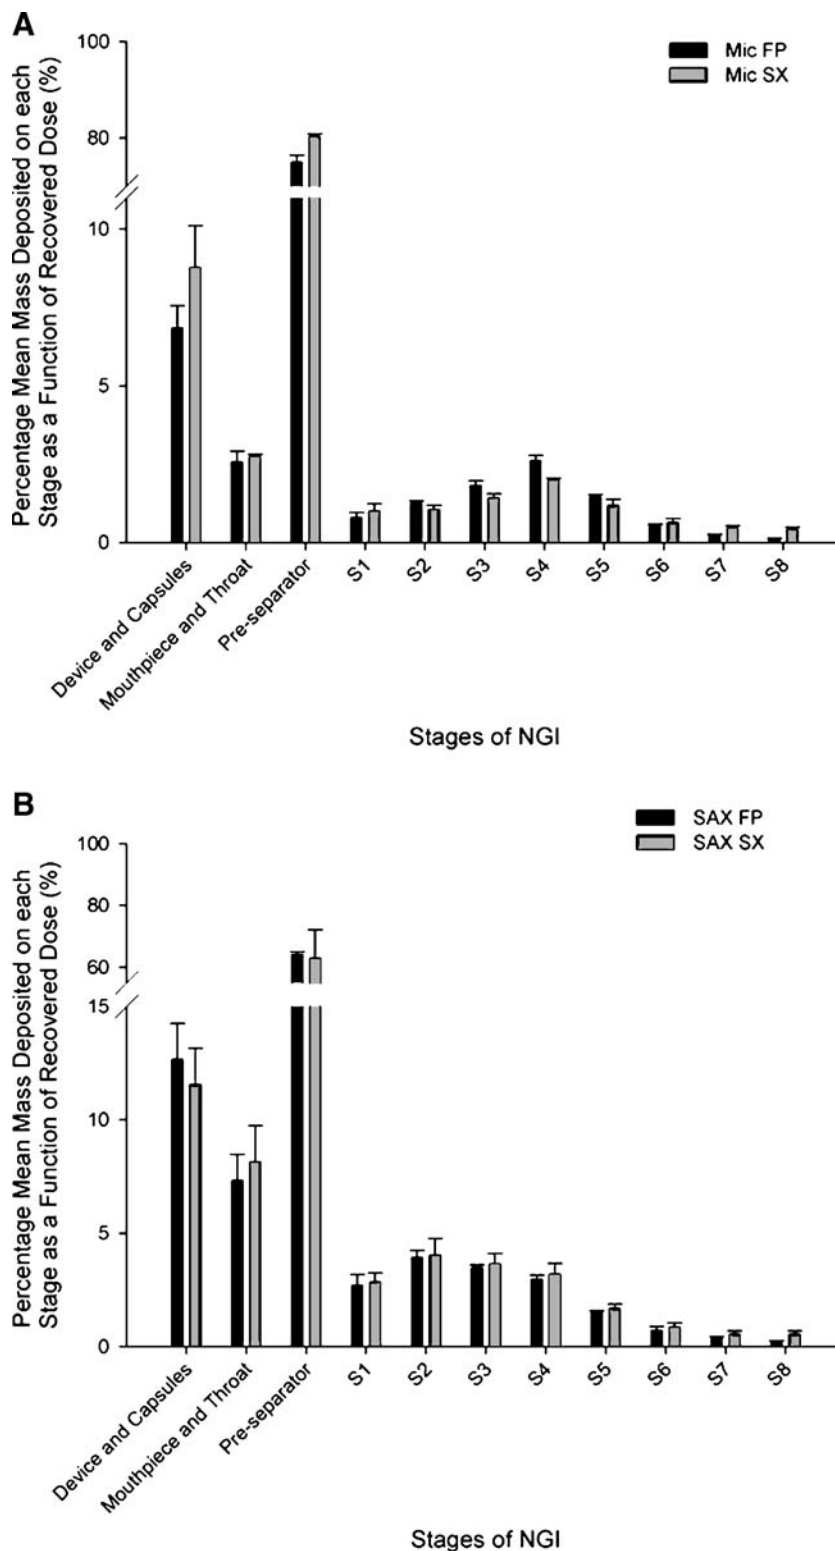 A
Percentage Mean Mass Deposited on each
Stage as a Function of Recovered Dose (%)
100
80
10
5
0
Mic FP
Mic SX
Device and Capsules
Mouthpiece and Throat
Pre-separator
S1
S2
S3
S4
S5
S6
S7
S8
Stages of NGI
B
Percentage Mean Mass Deposited on each
Stage as a Function of Recovered Dose (%)
100
80
60
15
10
5
0
SAX FP
SAX SX
Device and Capsules
Mouthpiece and Throat
Pre-separator
S1
S2
S3
S4
S5
S6
S7
S8
Stages of NGI